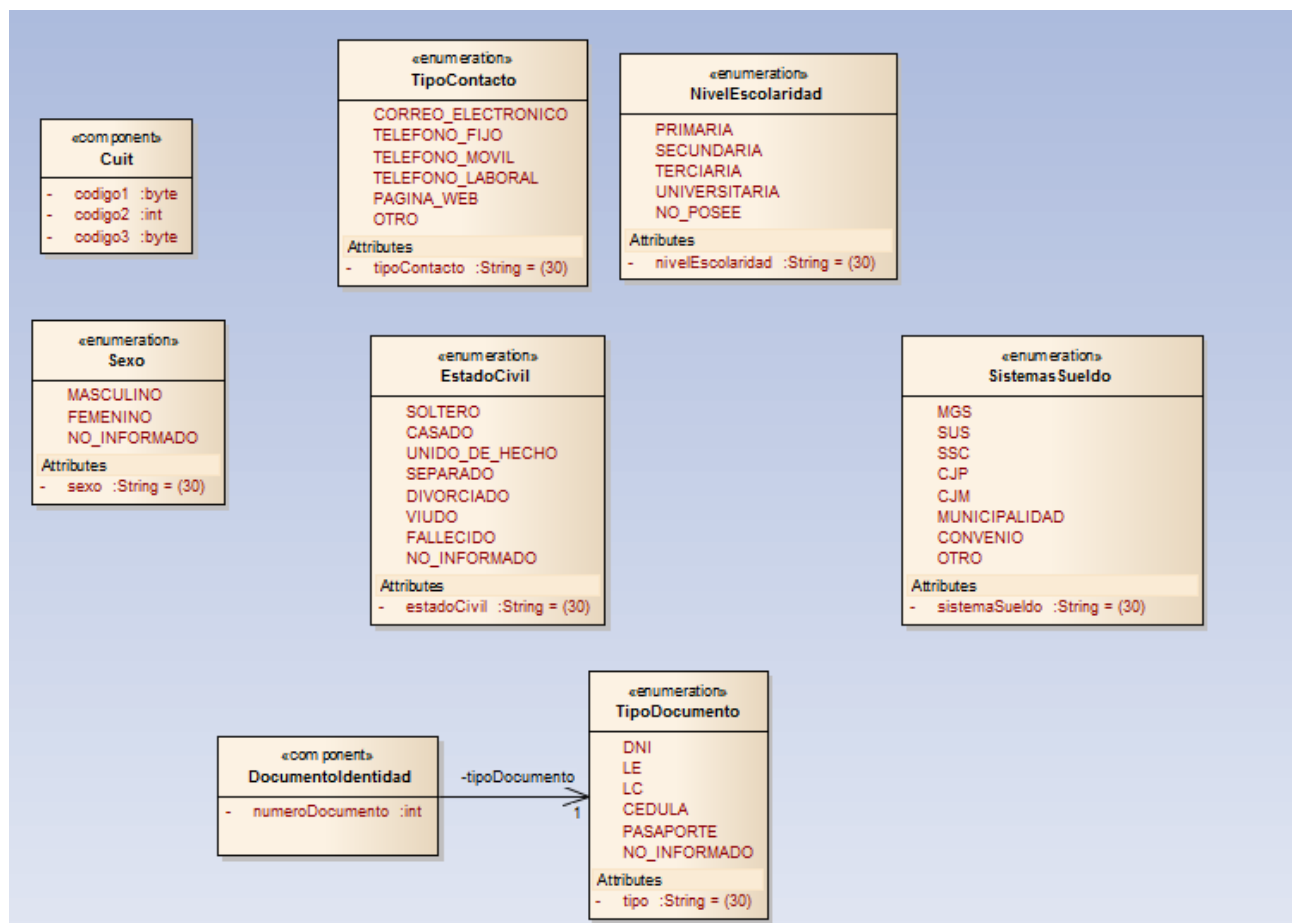 «enumeration»
TipoContacto
CORREO_ELECTRONICO
TELEFONO_FIJO
TELEFONO_MOVIL
TELEFONO_LABORAL
PAGINA_WEB
OTRO
Attributes
- tipoContacto :String = (30)
«enumeration»
NivelEscolaridad
PRIMARIA
SECUNDARIA
TERCIARIA
UNIVERSITARIA
NO_POSEE
Attributes
- nivelEscolaridad :String = (30)
«component»
Cuit
- codigo1 :byte
- codigo2 :int
- codigo3 :byte
«enumeration»
Sexo
MASCULINO
FEMENINO
NO_INFORMADO
Attributes
- sexo :String = (30)
«enumeration»
EstadoCivil
SOLTERO
CASADO
UNIDO_DE_HECHO
SEPARADO
DIVORCIADO
VIUDO
FALLECIDO
NO_INFORMADO
Attributes
- estadoCivil :String = (30)
«enumeration»
SistemasSueldo
MGS
SUS
SSC
CJP
CJM
MUNICIPALIDAD
CONVENIO
OTRO
Attributes
- sistemaSueldo :String = (30)
«component»
DocumentoIdentidad
- numeroDocumento :int
-tipoDocumento
1
«enumeration»
TipoDocumento
DNI
LE
LC
CEDULA
PASAPORTE
NO_INFORMADO
Attributes
- tipo :String = (30)